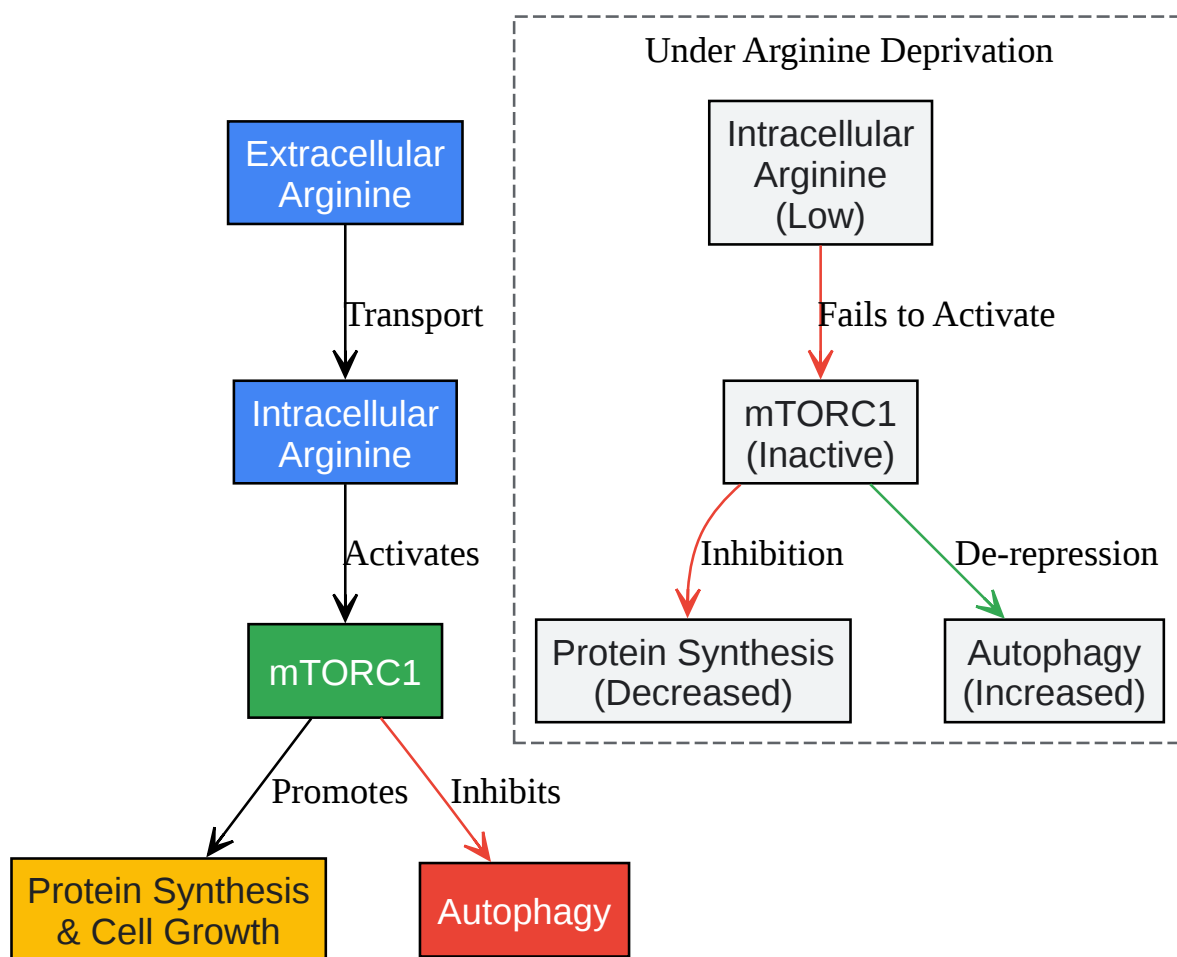 Under Arginine Deprivation
Extracellular
Arginine
Transport
Intracellular
Arginine
Activates
mTORC1
Promotes
Inhibits
Protein Synthesis
& Cell Growth
Autophagy
Intracellular
Arginine
(Low)
Fails to Activate
mTORC1
(Inactive)
Inhibition
De-repression
Protein Synthesis
(Decreased)
Autophagy
(Increased)